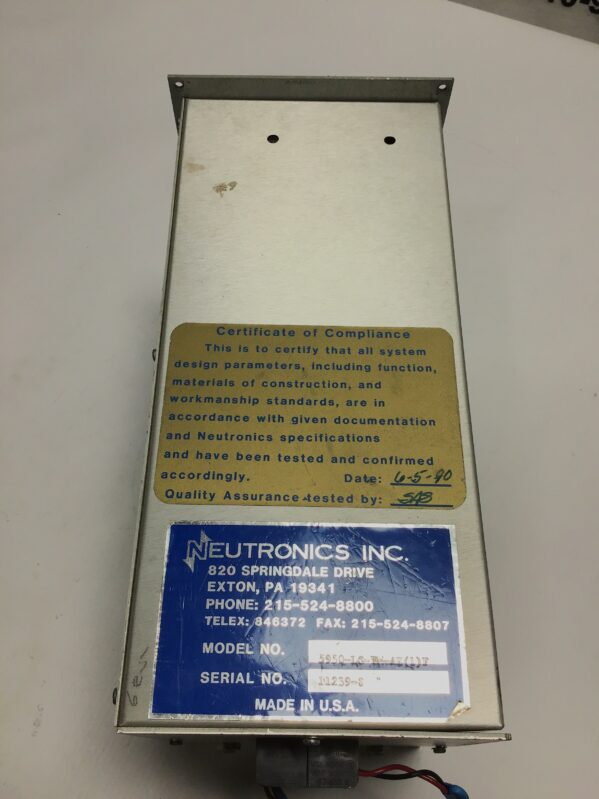 Certificate of Compliance
This is to certify that all system
design parameters, including function,
materials of construction, and
workmanship standards, are in
accordance with given documentation
and Neutronics specifications
and have been tested and confirmed
accordingly. Date: 6-5-90
Quality Assurance tested by: SAB
NEUTRONICS INC.
820 SPRINGDALE DRIVE
EXTON, PA 19341
PHONE: 215-524-8800
TELEX: 846372 FAX: 215-524-8807
MODEL NO.
SERIAL NO.
MADE IN U.S.A.